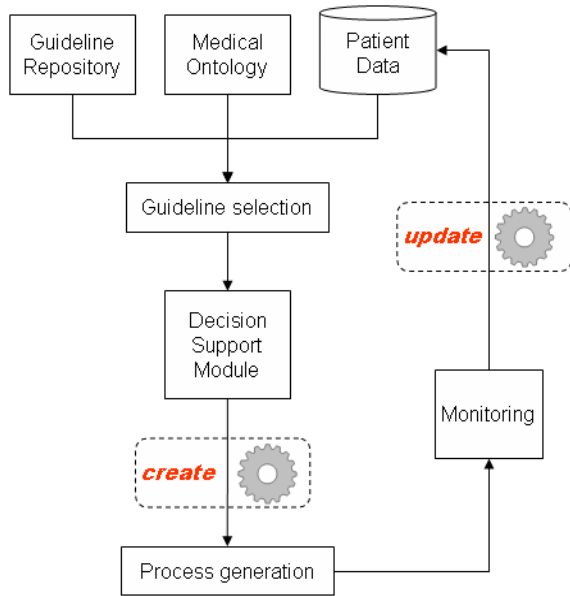 Guideline
Repository
Medical
Ontology
Patient
Data
Guideline selection
update
Decision
Support
Module
Monitoring
create
Process generation